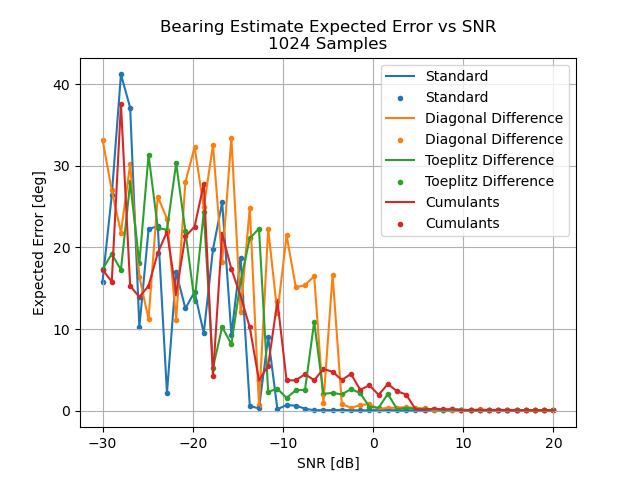 Bearing Estimate Expected Error vs SNR
1024 Samples
Expected Error [deg]
40
30
20
10
0
Standard
Standard
Diagonal Difference
Diagonal Difference
Toeplitz Difference
Toeplitz Difference
Cumulants
Cumulants
−30
−20
−10
0
10
20
SNR [dB]